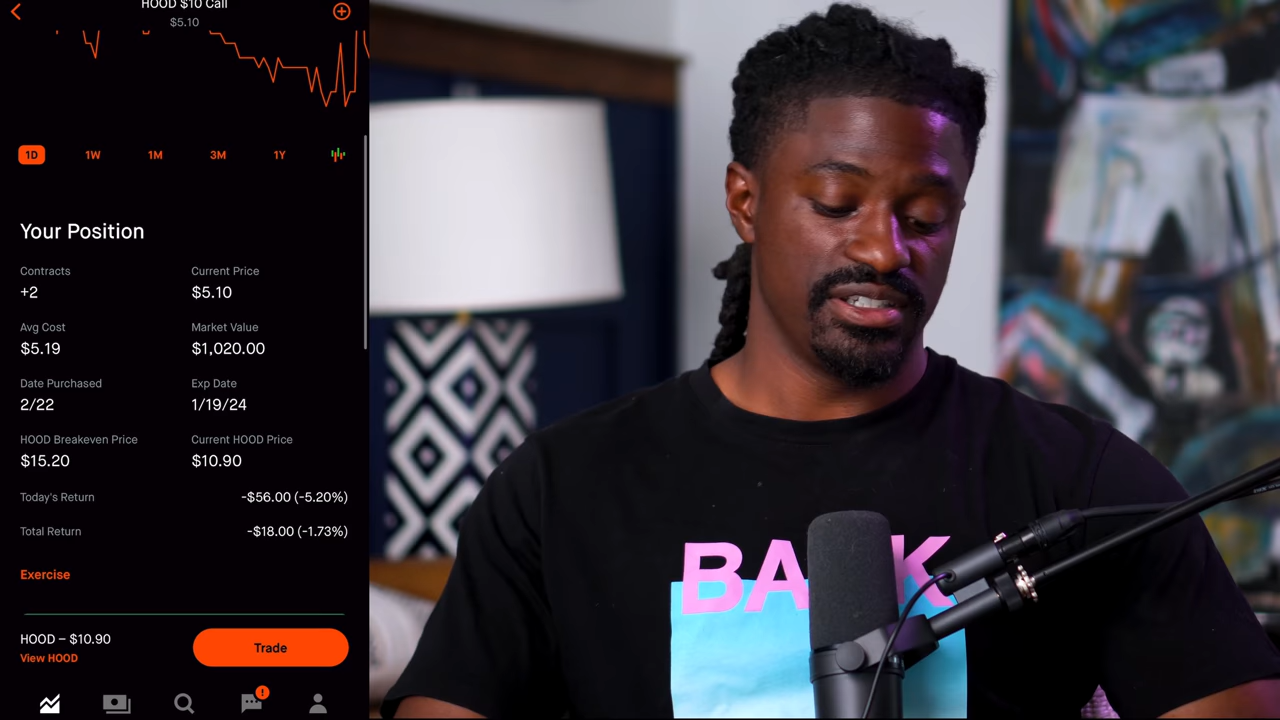 HOOD $10 Call
$5.10
1D 1W 1M 3M 1Y
Your Position
Contracts Current Price
+2 $5.10
Avg Cost Market Value
$5.19 $1,020.00
Date Purchased Exp Date
2/22 1/19/24
HOOD Breakeven Price Current HOOD Price
$15.20 $10.90
Today's Return -$56.00 (-5.20%)
Total Return -$18.00 (-1.73%)
Exercise
HOOD – $10.90
View HOOD
Trade
!